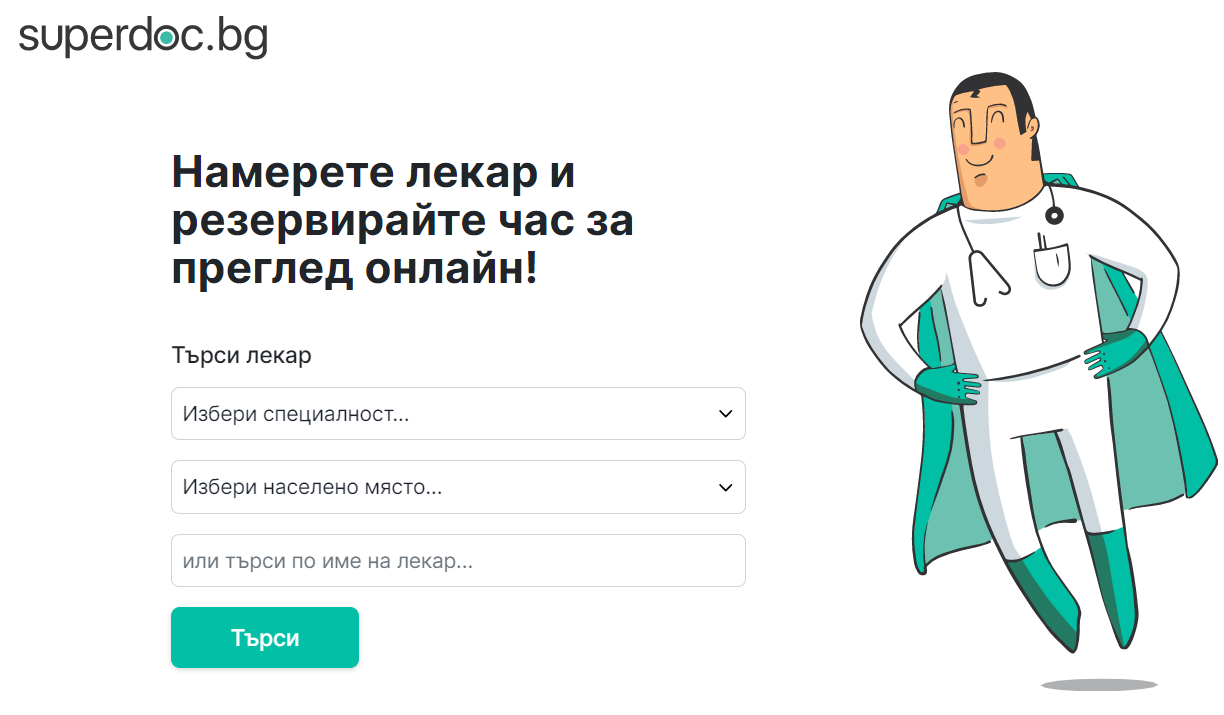 superdoc.bg
Намерете лекар и
резервирайте час за
преглед онлайн!
Търси лекар
Избери специалност...
Избери населено място...
или търси по име на лекар...
Търси